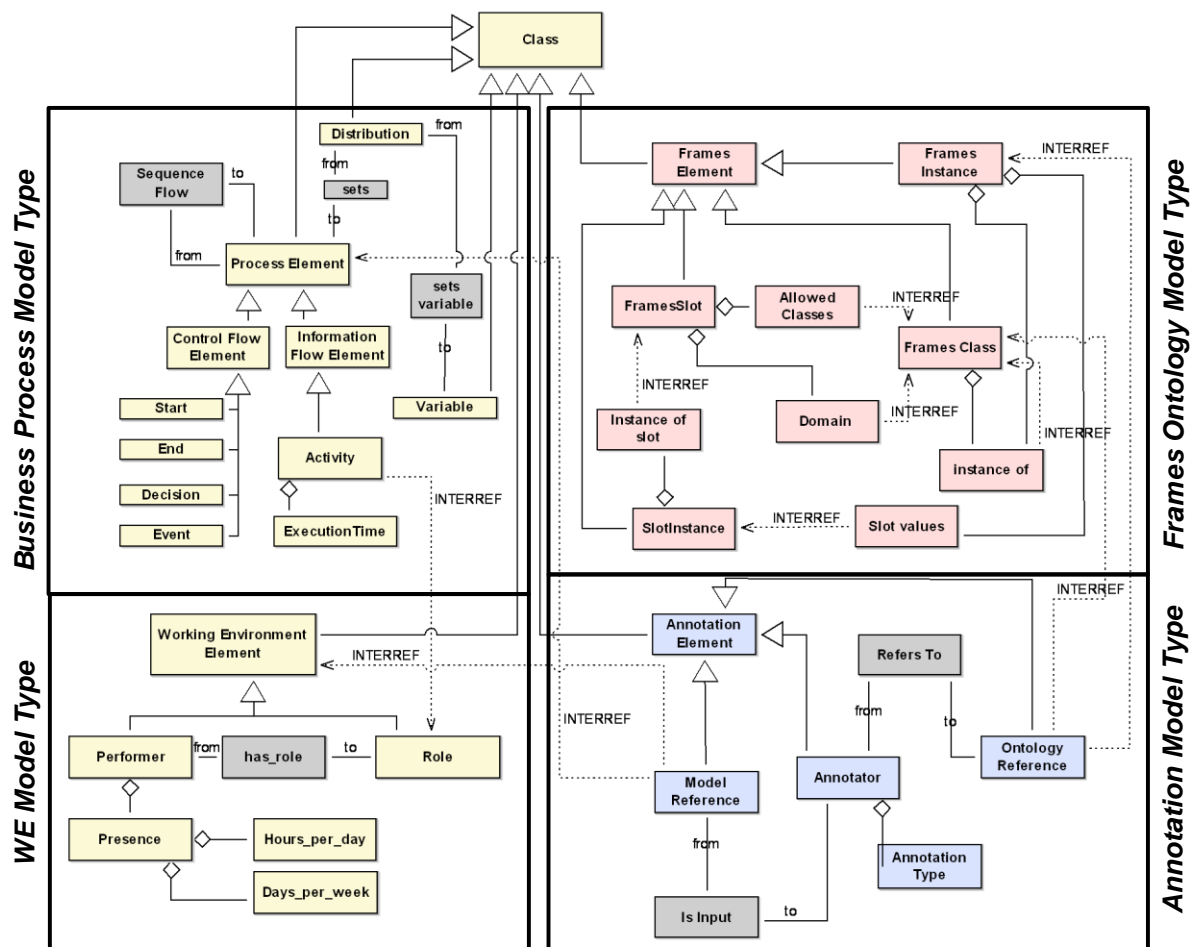 Class
Business Process Model Type
Distribution
from
from
Sequence
Flow
to
sets
to
from
Process Element
sets
variable
to
Control Flow
Element
Information
Flow Element
Variable
Start
End
Decision
Event
Activity
INTERREF
ExecutionTime
Frames Ontology Model Type
Frames
Element
Frames
Instance
INTERREF
FramesSlot
Allowed
Classes
INTERREF
Frames Class
INTERREF
Instance of
slot
Domain
INTERREF
INTERREF
instance of
SlotInstance
INTERREF
Slot values
WE Model Type
Working Environment
Element
INTERREF
Performer
from
has_role
to
Role
Presence
Hours_per_day
Days_per_week
Annotation Model Type
Annotation
Element
INTERREF
Refers To
INTERREF
from
to
Model
Reference
Annotator
Ontology
Reference
from
Annotation
Type
Is Input
to